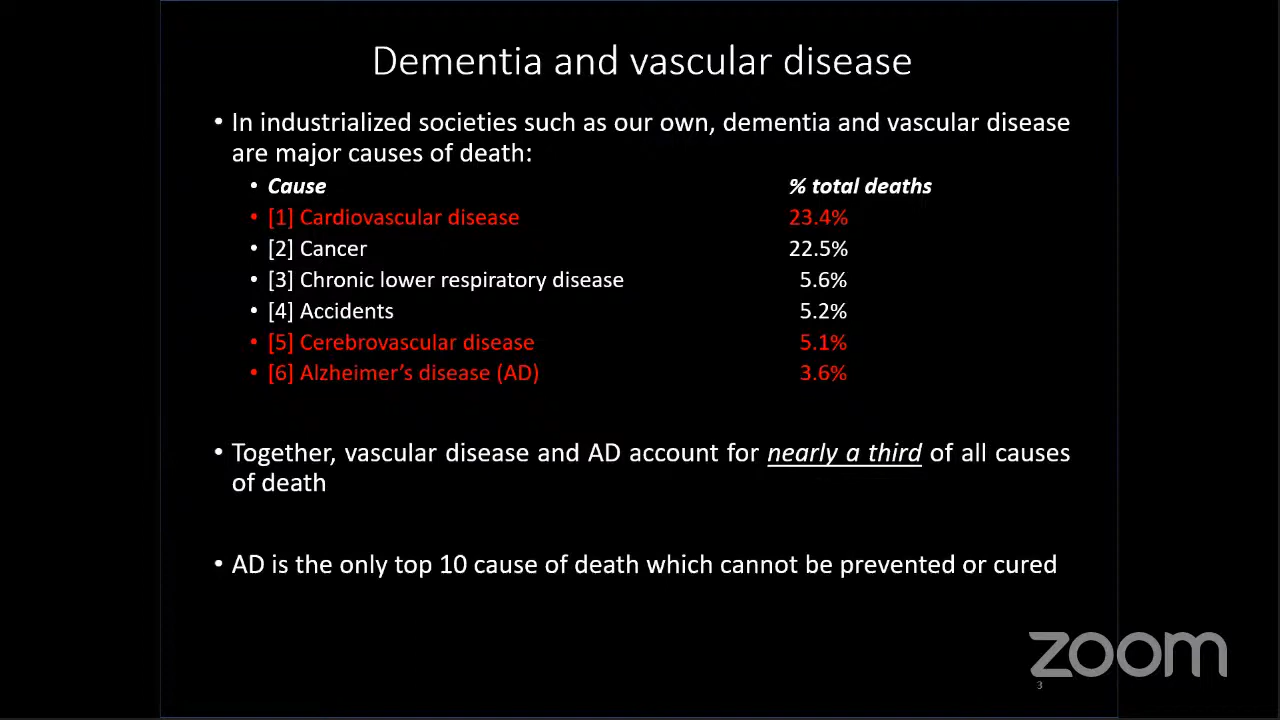 Dementia and vascular disease
• In industrialized societies such as our own, dementia and vascular disease
are major causes of death:
• Cause % total deaths
• [1] Cardiovascular disease 23.4%
• [2] Cancer 22.5%
• [3] Chronic lower respiratory disease 5.6%
• [4] Accidents 5.2%
• [5] Cerebrovascular disease 5.1%
• [6] Alzheimer’s disease (AD) 3.6%
• Together, vascular disease and AD account for nearly a third of all causes
of death
• AD is the only top 10 cause of death which cannot be prevented or cured
zoom
3